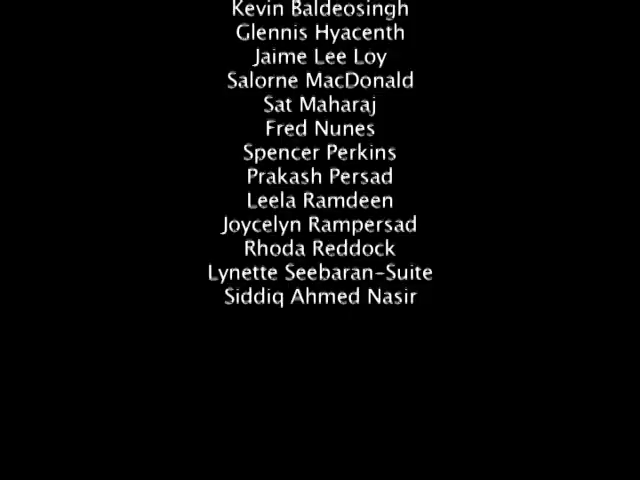 Kevin Baldeosingh
Glennis Hyacenth
Jaime Lee Loy
Salorne MacDonald
Sat Maharaj
Fred Nunes
Spencer Perkins
Prakash Persad
Leela Ramdeen
Joycelyn Rampersad
Rhoda Reddock
Lynette Seebaran-Suite
Siddiq Ahmed Nasir